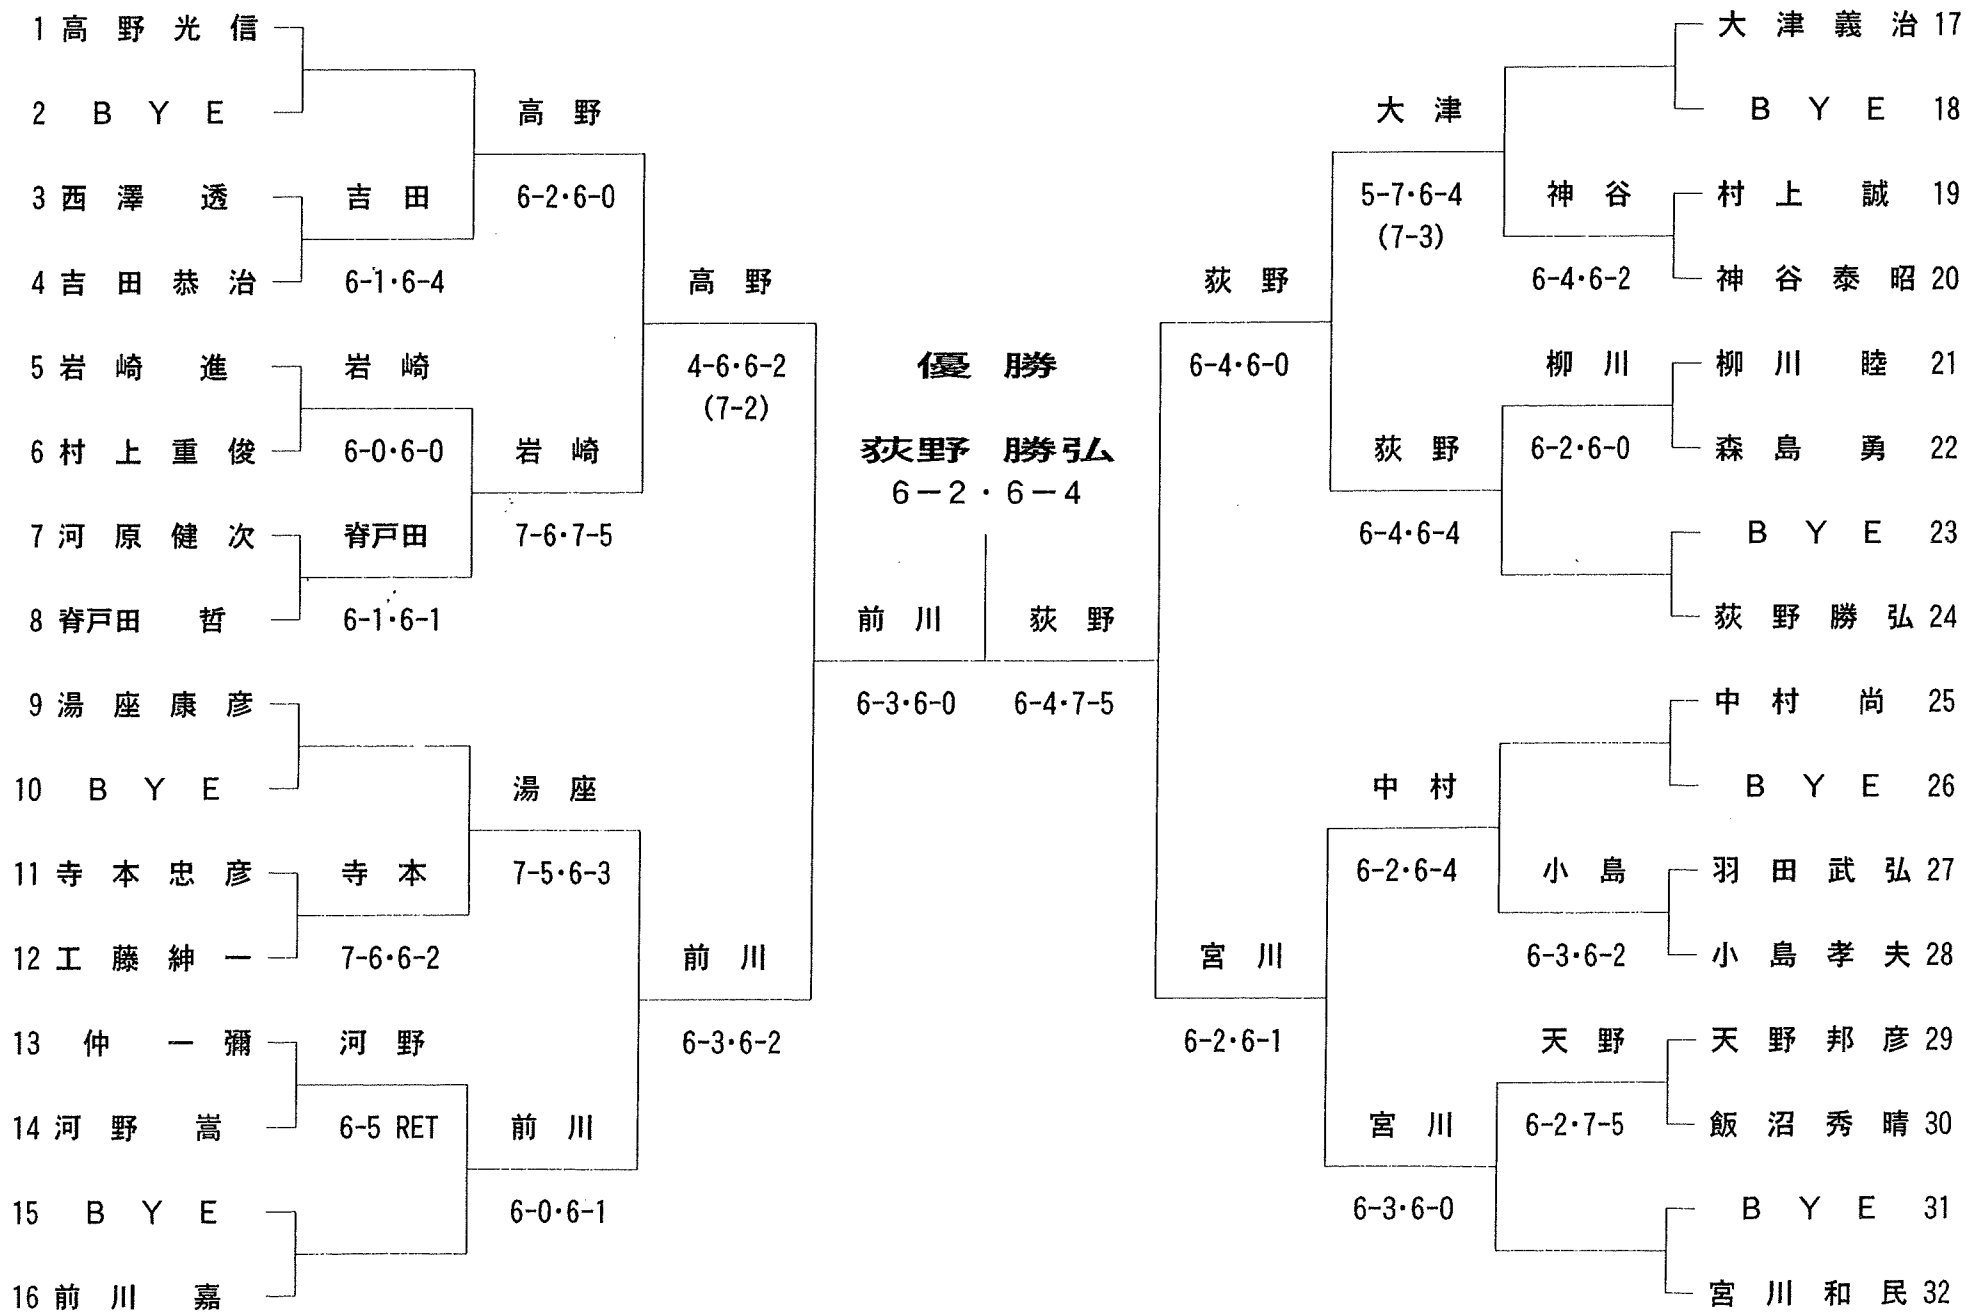 1 高野光信
2 BYE
高野
3 西澤透
吉田
6-2・6-0
4 吉田恭治
6-1・6-4
高野
5 岩崎進
岩崎
4-6・6-2
(7-2)
6 村上重俊
6-0・6-0
岩崎
7 河原健次
脊戸田
7-6・7-5
8 脊戸田哲
6-1・6-1
前川
9 湯座康彦
6-3・6-0
10 BYE
湯座
11 寺本忠彦
寺本
7-5・6-3
12 工藤紳一
7-6・6-2
前川
13 仲一彌
河野
6-3・6-2
14 河野嵩
6-5 RET
前川
15 BYE
6-0・6-1
16 前川嘉
優勝
荻野 勝弘
6-2・6-4
大津義治 17
大津
BYE 18
5-7・6-4
(7-3)
神谷
村上誠 19
荻野
6-4・6-2
神谷泰昭 20
6-4・6-0
柳川
柳川睦 21
荻野
6-2・6-0
森島勇 22
6-4・6-4
BYE 23
荻野
荻野勝弘 24
6-4・7-5
中村尚 25
中村
BYE 26
6-2・6-4
小島
羽田武弘 27
宮川
6-3・6-2
小島孝夫 28
6-2・6-1
天野
天野邦彦 29
宮川
6-2・7-5
飯沼秀晴 30
6-3・6-0
BYE 31
宮川和民 32